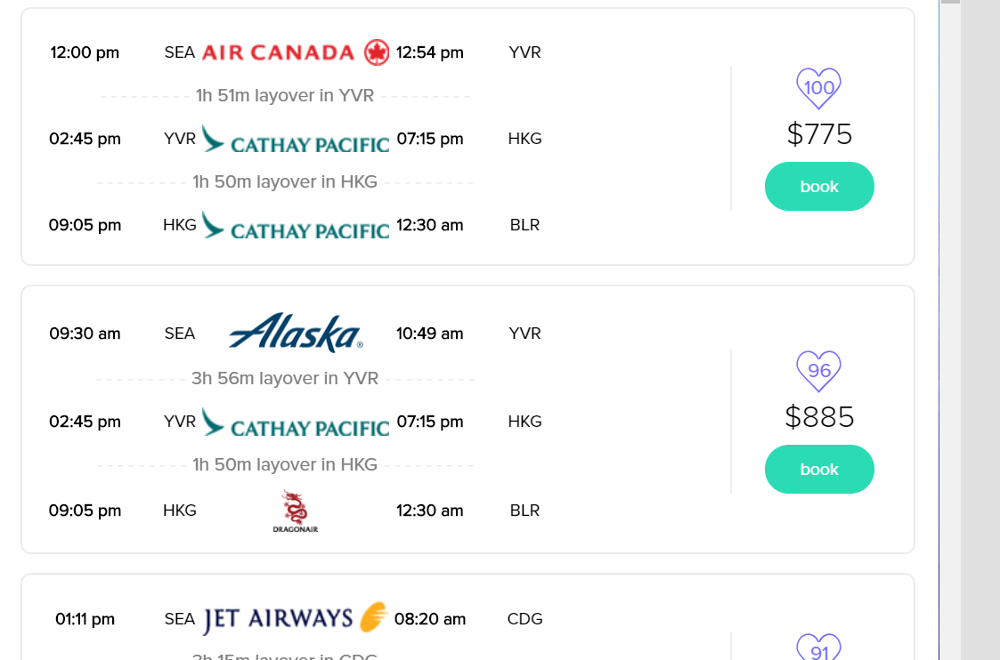 12:00 pm SEA AIR CANADA 12:54 pm YVR
1h 51m layover in YVR
100
$775
02:45 pm YVR CATHAY PACIFIC 07:15 pm HKG
1h 50m layover in HKG
book
09:05 pm HKG CATHAY PACIFIC 12:30 am BLR
09:30 am SEA Alaska® 10:49 am YVR
3h 56m layover in YVR
96
$885
02:45 pm YVR CATHAY PACIFIC 07:15 pm HKG
1h 50m layover in HKG
book
09:05 pm HKG DRAGONAIR 12:30 am BLR
01:11 pm SEA JET AIRWAYS 08:20 am CDG
3h 15m layover in CDG
91